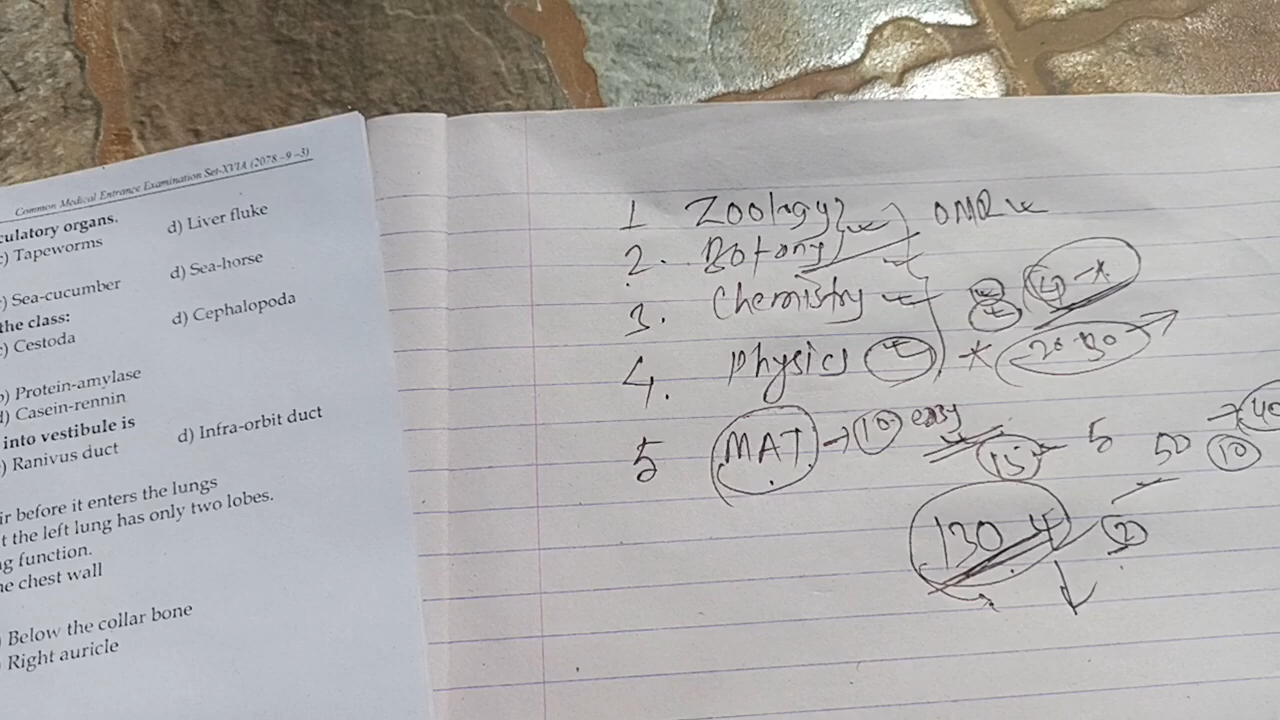 Common Medical Entrance Examination Set-XVIA (2078-9-3)
culatory organs.
c) Tapeworms d) Liver fluke
c) Sea-cucumber d) Sea-horse
the class:
c) Cestoda d) Cephalopoda
b) Protein-amylase
d) Casein-rennin
into vestibule is
c) Ranivus duct d) Infra-orbit duct
ir before it enters the lungs
t the left lung has only two lobes.
g function.
he chest wall
) Below the collar bone
) Right auricle
1 Zoology OMR
2. Botany
3. Chemistry
4. physics
5 MAT → 10 easy 15 5 50 → 40 10
130